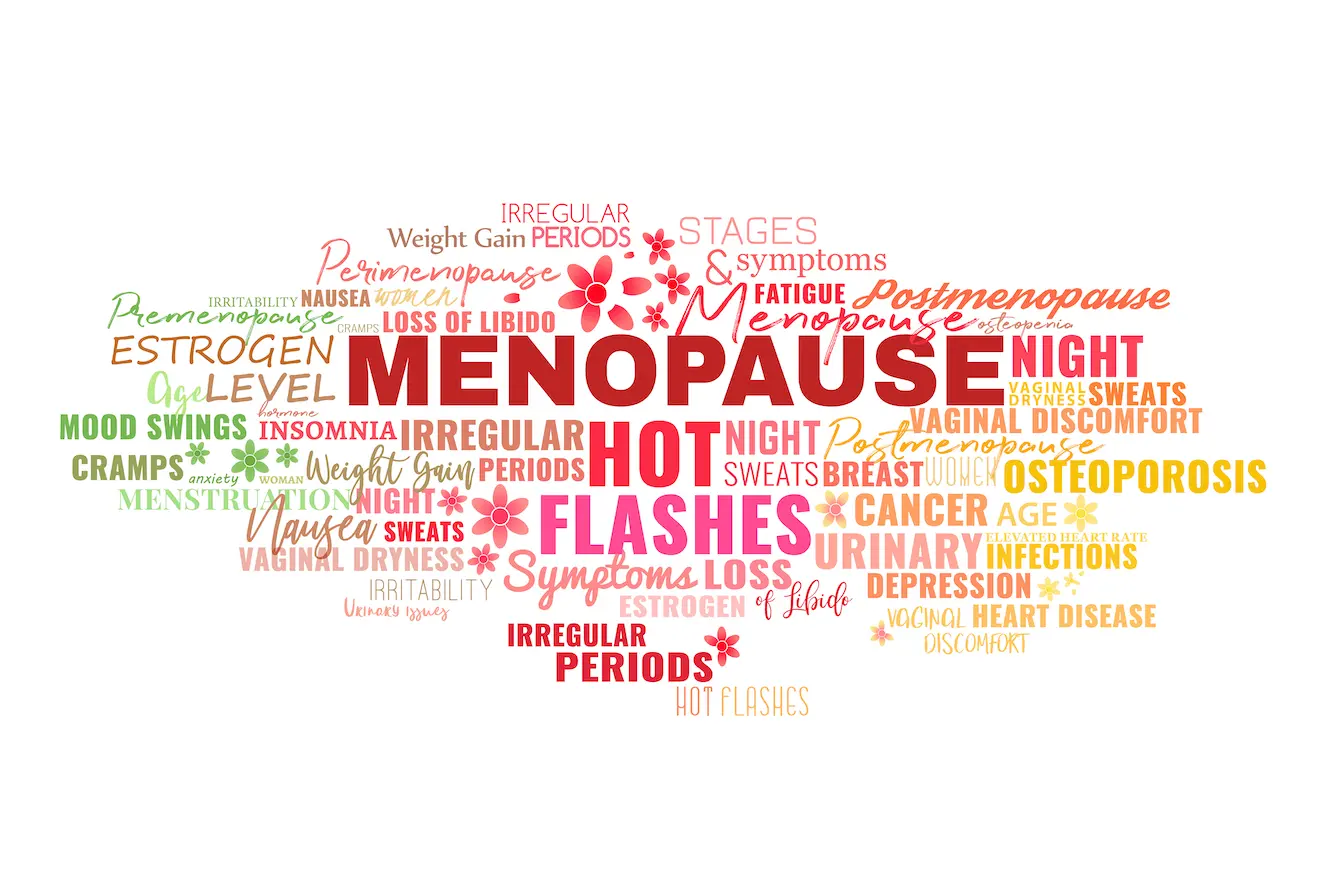 IRREGULAR
Weight Gain PERIODS
STAGES
& symptoms
Perimenopause
IRRITABILITY NAUSEA women
FATIGUE Postmenopause
Premenopause
CRAMPS LOSS OF LIBIDO
Menopause osteopenia
ESTROGEN
LEVEL
Age
hormone
MENOPAUSE
NIGHT
SWEATS
VAGINAL
DRYNESS
VAGINAL DISCOMFORT
MOOD SWINGS INSOMNIA IRREGULAR
PERIODS
HOT
FLASHES
NIGHT
SWEATS
Postmenopause
CRAMPS anxiety WOMAN Weight Gain
BREAST WOMEN OSTEOPOROSIS
CANCER AGE
MENSTRUATION NIGHT
SWEATS
Nausea
ELEVATED HEART RATE
URINARY INFECTIONS
VAGINAL DRYNESS
Symptoms LOSS
of Libido
DEPRESSION
IRRITABILITY
Urinary Issues
ESTROGEN
VAGINAL HEART DISEASE
DISCOMFORT
IRREGULAR
PERIODS
HOT FLASHES